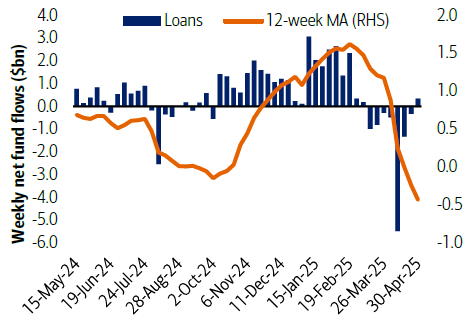 Loans
12-week MA (RHS)
Weekly net fund flows ($bn)
4.0
3.0
2.0
1.0
0.0
-1.0
-2.0
-3.0
-4.0
-5.0
-6.0
2.0
1.5
1.0
0.5
0.0
-0.5
-1.0
15-May-24
19-Jun-24
24-Jul-24
28-Aug-24
2-Oct-24
6-Nov-24
11-Dec-24
15-Jan-25
19-Feb-25
26-Mar-25
30-Apr-25